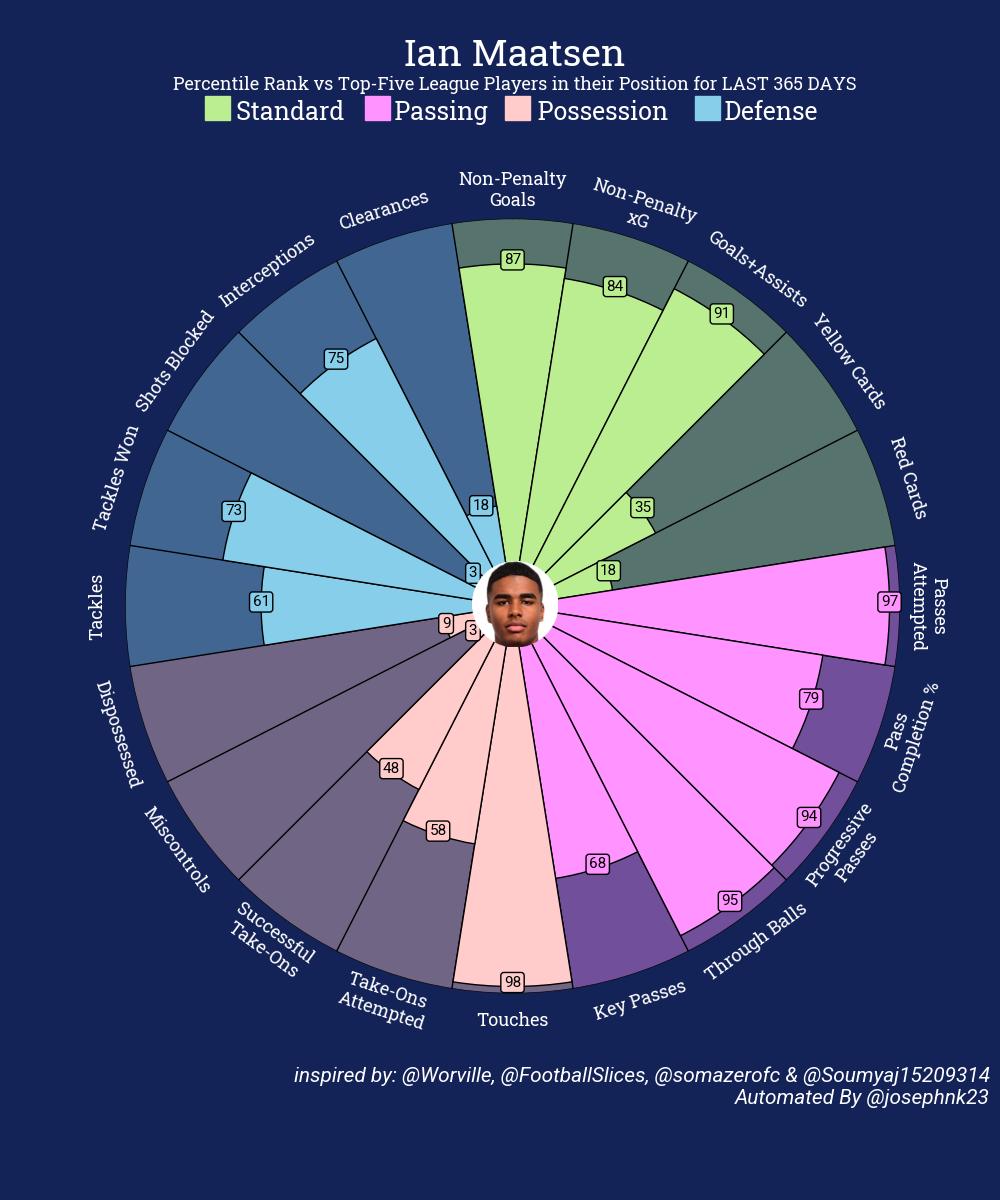 Ian Maatsen
Percentile Rank vs Top-Five League Players in their Position for LAST 365 DAYS
Standard
Passing
Possession
Defense
Non-Penalty
Goals
87
Non-Penalty
xG
84
Goals+Assists
91
Yellow Cards
35
Red Cards
18
Passes
Attempted
97
Pass
Completion %
79
Progressive
Passes
94
Through Balls
95
Key Passes
68
Touches
98
Take-Ons
Attempted
58
Successful
Take-Ons
48
Miscontrols
3
Dispossessed
9
Tackles
61
Tackles Won
73
Shots Blocked
3
Interceptions
75
Clearances
18
inspired by: @Worville, @FootballSlices, @somazerofc & @Soumyaj15209314
Automated By @josephnk23